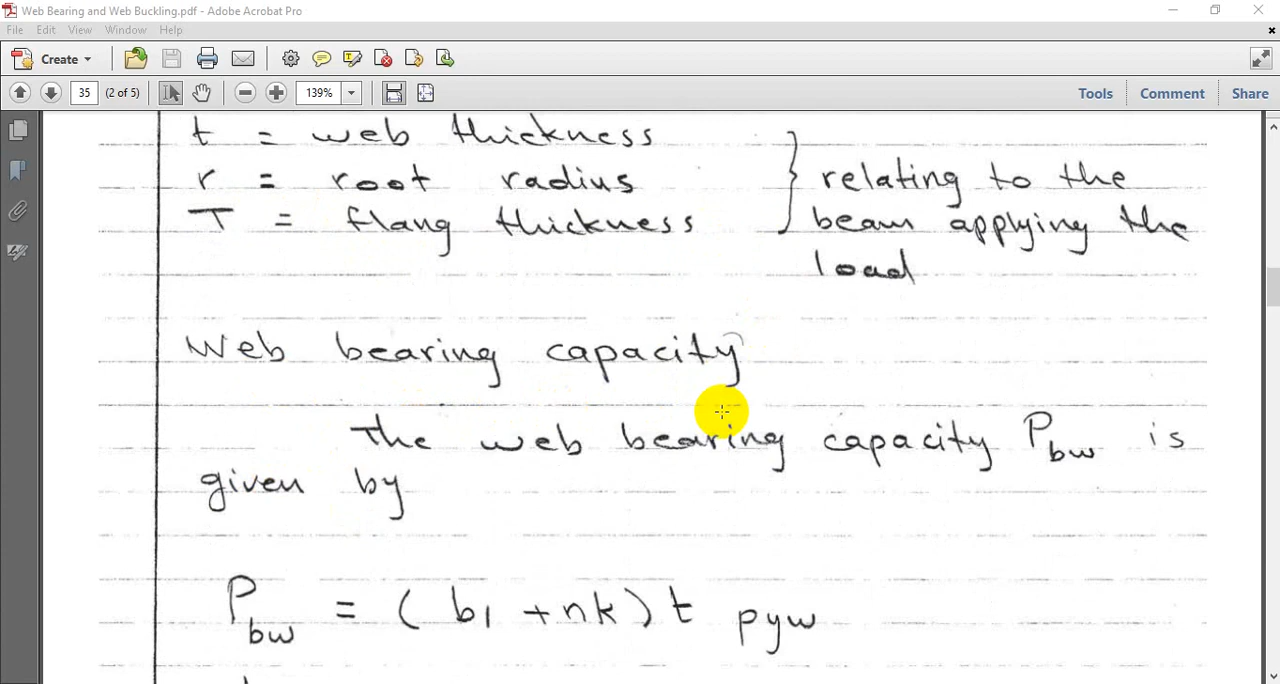 Web Bearing and Web Buckling.pdf - Adobe Acrobat Pro
File Edit View Window Help
Create
35 (2 of 5) 139% Tools Comment Share
t = web thickness
r = root radius
T = flang thickness
relating to the
beam applying the
load
Web bearing capacity
The web bearing capacity Pbw is
given by
Pbw = ( b1 + nk ) t pyw